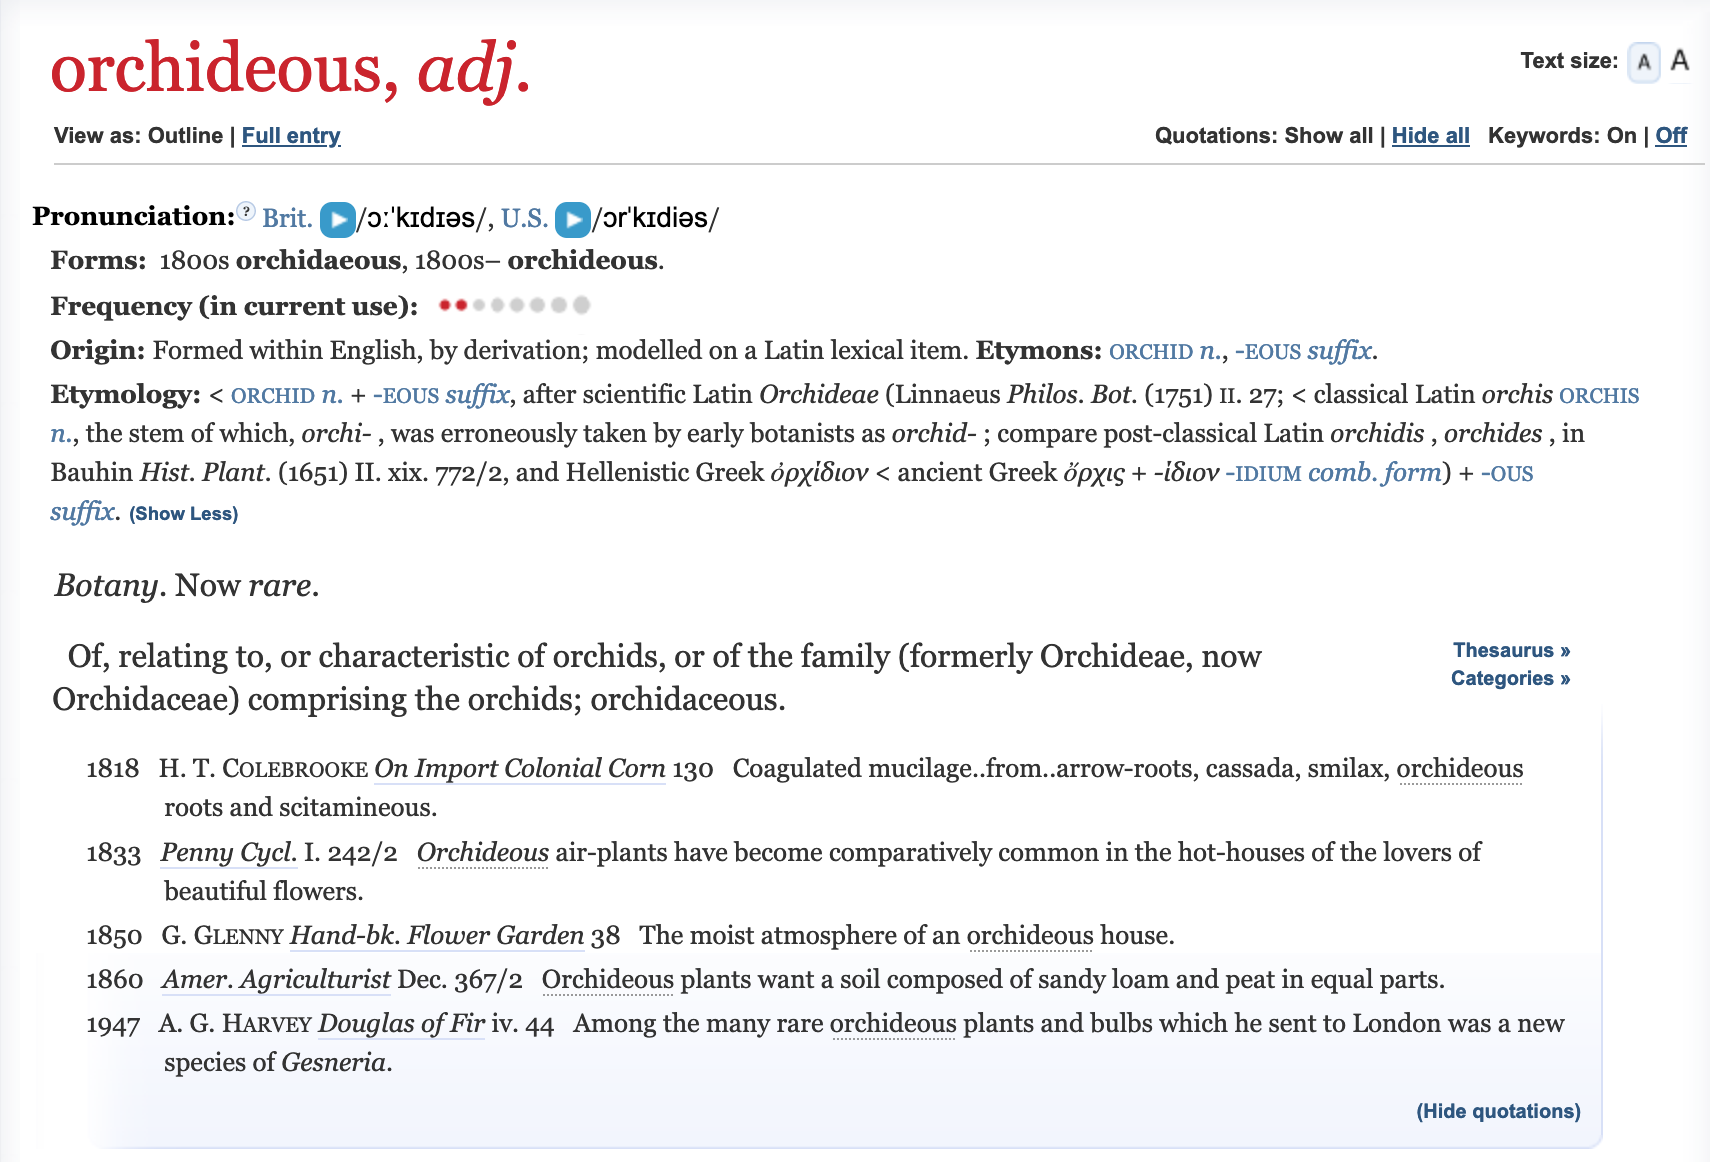 orchideous, adj.
Text size: A A
View as: Outline | Full entry
Quotations: Show all | Hide all Keywords: On | Off
Pronunciation: ? Brit. /ɔːˈkɪdɪəs/, U.S. /ɔrˈkɪdiəs/
Forms: 1800s orchidaeous, 1800s– orchideous.
Frequency (in current use):
Origin: Formed within English, by derivation; modelled on a Latin lexical item. Etymons: ORCHID n., -EOUS suffix.
Etymology: < ORCHID n. + -EOUS suffix, after scientific Latin Orchideae (Linnaeus Philos. Bot. (1751) II. 27; < classical Latin orchis ORCHIS
n., the stem of which, orchi- , was erroneously taken by early botanists as orchid- ; compare post-classical Latin orchidis , orchides , in
Bauhin Hist. Plant. (1651) II. xix. 772/2, and Hellenistic Greek ὀρχίδιον < ancient Greek ὄρχις + -ίδιον -IDIUM comb. form) + -OUS
suffix. (Show Less)
Botany. Now rare.
Of, relating to, or characteristic of orchids, or of the family (formerly Orchideae, now
Orchidaceae) comprising the orchids; orchidaceous.
Thesaurus »
Categories »
1818 H. T. COLEBROOKE On Import Colonial Corn 130 Coagulated mucilage..from..arrow-roots, cassada, smilax, orchideous
roots and scitamineous.
1833 Penny Cycl. I. 242/2 Orchideous air-plants have become comparatively common in the hot-houses of the lovers of
beautiful flowers.
1850 G. GLENNY Hand-bk. Flower Garden 38 The moist atmosphere of an orchideous house.
1860 Amer. Agriculturist Dec. 367/2 Orchideous plants want a soil composed of sandy loam and peat in equal parts.
1947 A. G. HARVEY Douglas of Fir iv. 44 Among the many rare orchideous plants and bulbs which he sent to London was a new
species of Gesneria.
(Hide quotations)